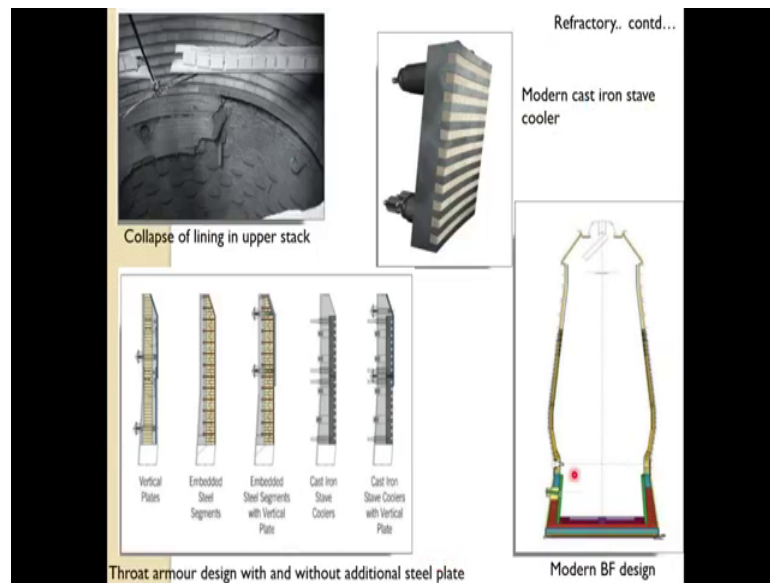 Refractory.. contd...
Modern cast iron stave
cooler
Collapse of lining in upper stack
Vertical
Plates
Embedded
Steel
Segments
Embedded
Steel Segments
with Vertical
Plate
Cast Iron
Stave
Coolers
Cast Iron
Stave Coolers
with Vertical
Plate
Throat armour design with and without additional steel plate
Modern BF design